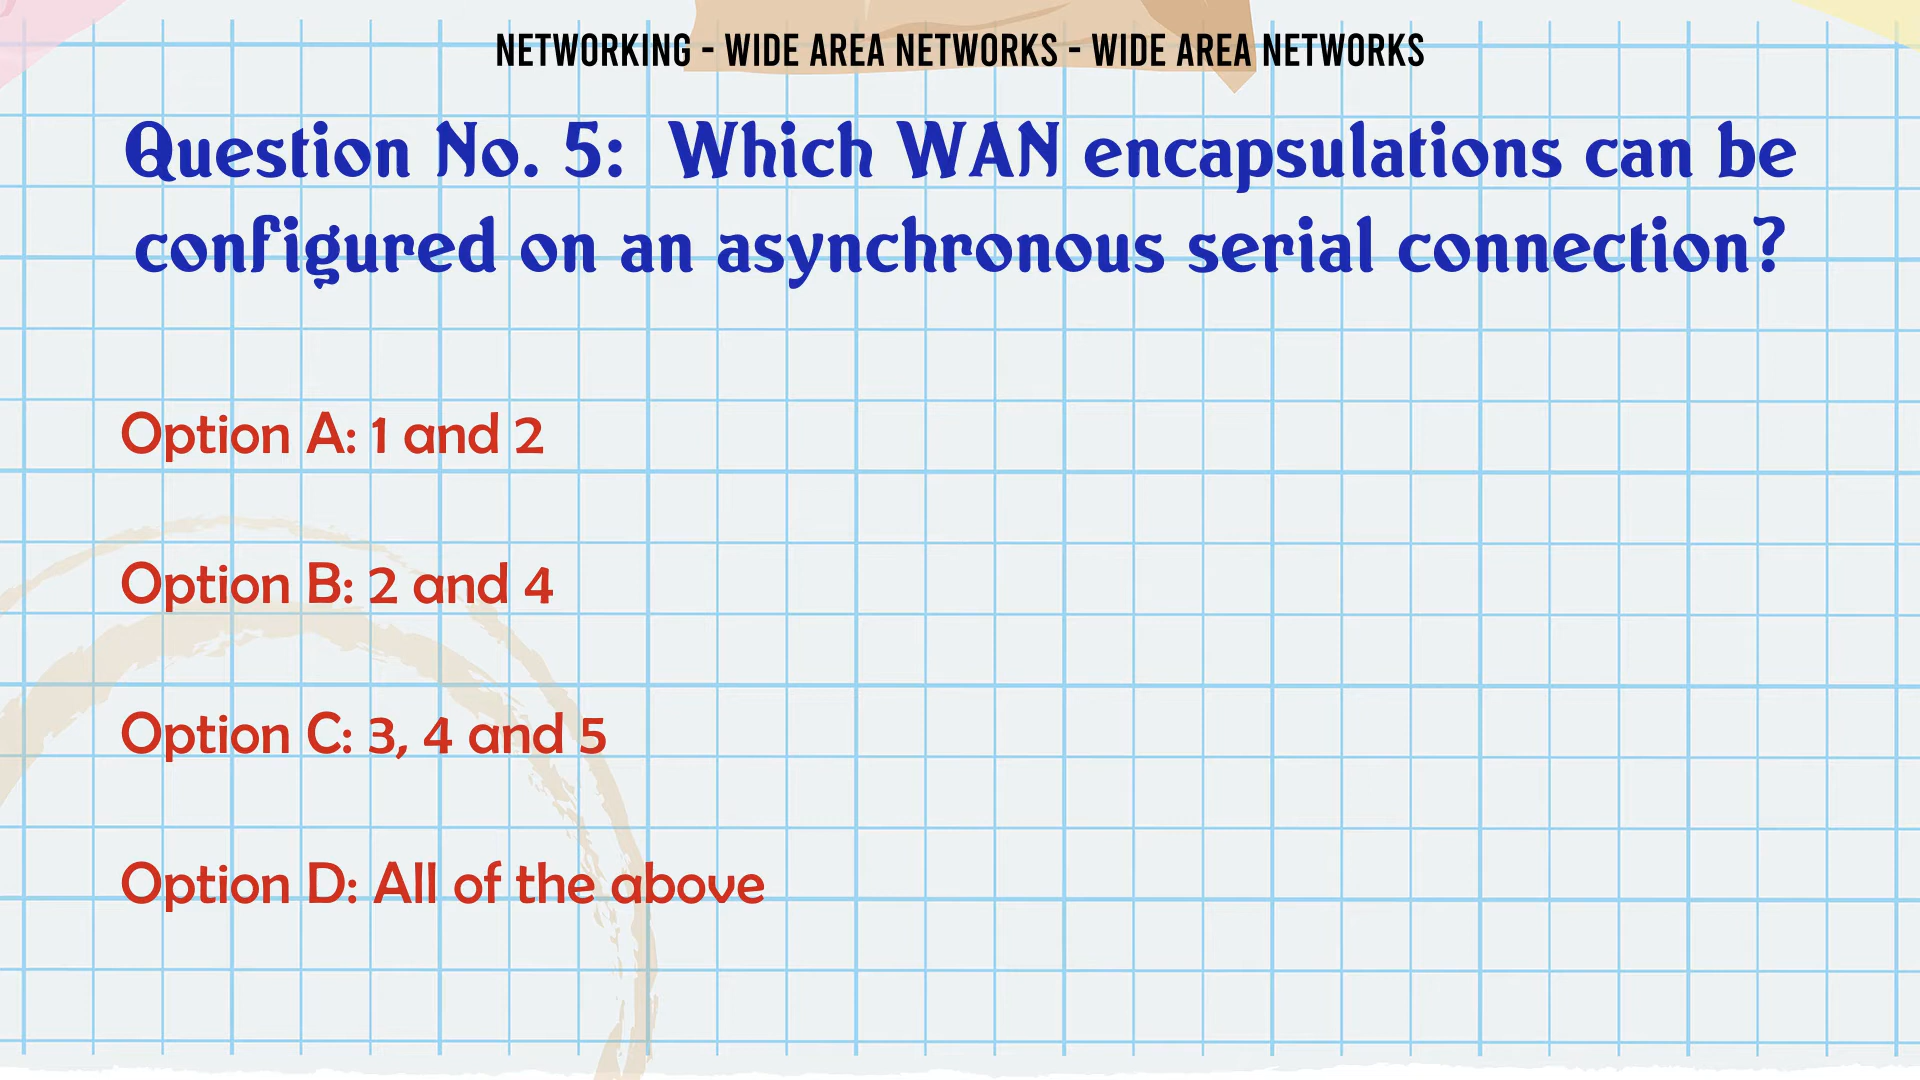 NETWORKING - WIDE AREA NETWORKS - WIDE AREA NETWORKS
Question No. 5:  Which WAN encapsulations can be
configured on an asynchronous serial connection?
Option A: 1 and 2
Option B: 2 and 4
Option C: 3, 4 and 5
Option D: All of the above